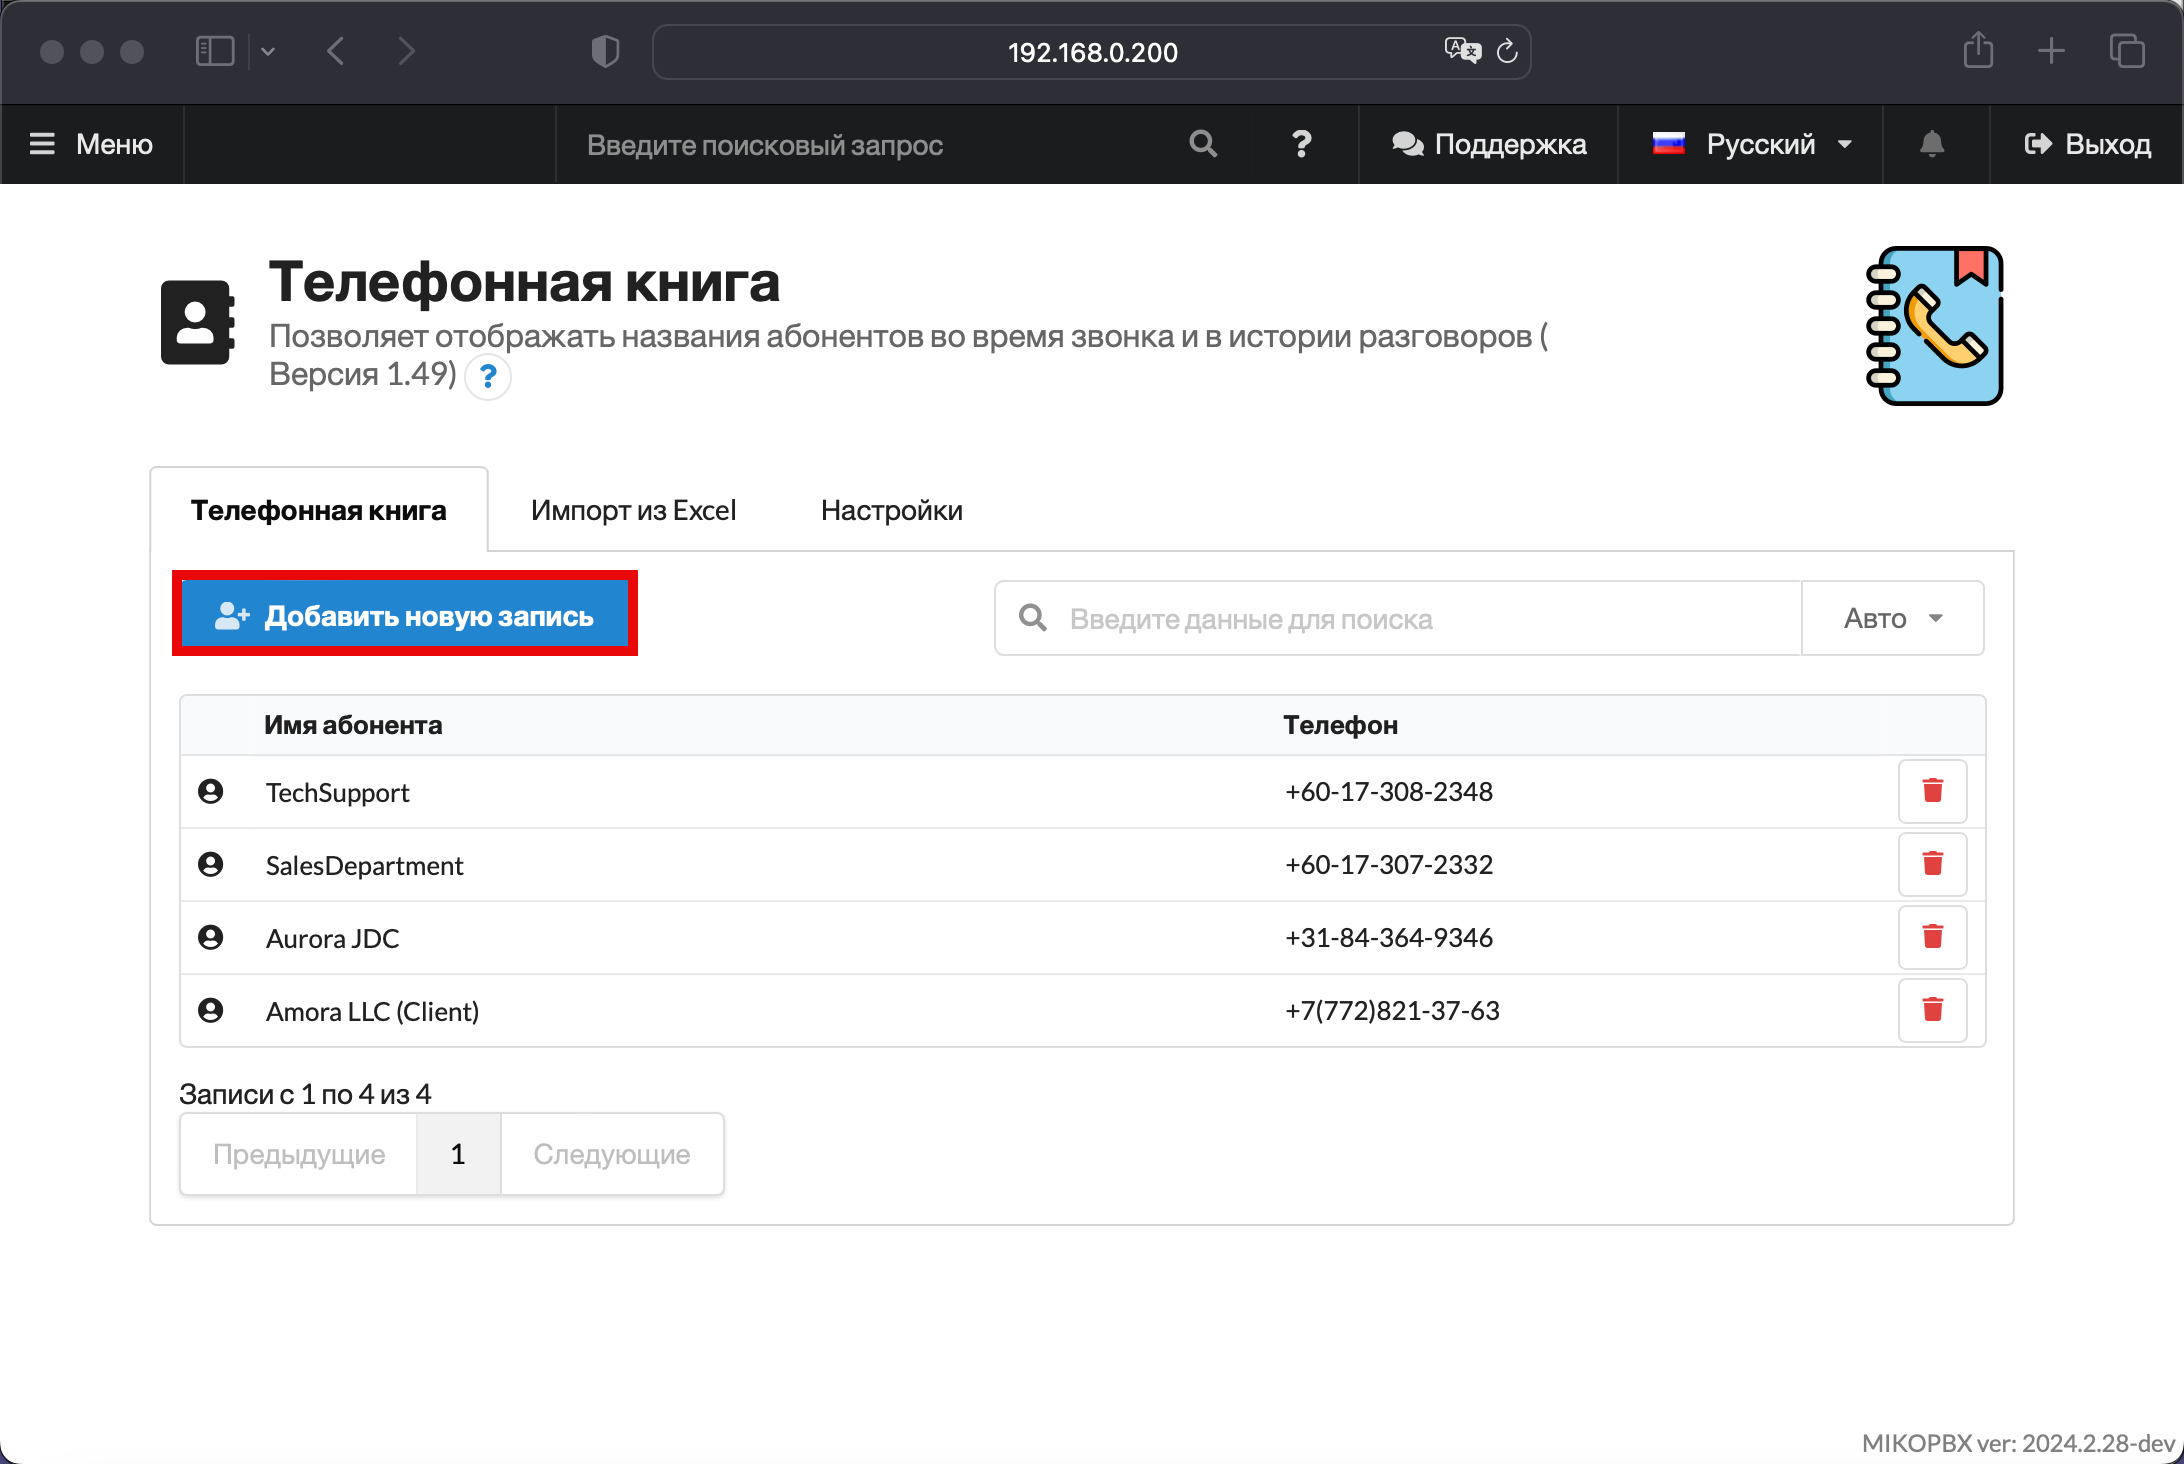 192.168.0.200
Меню
Введите поисковый запрос
?
Поддержка
Русский
Выход
Телефонная книга
Позволяет отображать названия абонентов во время звонка и в истории разговоров (
Версия 1.49) ?
Телефонная книга
Импорт из Excel
Настройки
Добавить новую запись
Введите данные для поиска
Авто
Имя абонента
Телефон
TechSupport
+60-17-308-2348
SalesDepartment
+60-17-307-2332
Aurora JDC
+31-84-364-9346
Amora LLC (Client)
+7(772)821-37-63
Записи с 1 по 4 из 4
Предыдущие
1
Следующие
MIKOPBX ver: 2024.2.28-dev